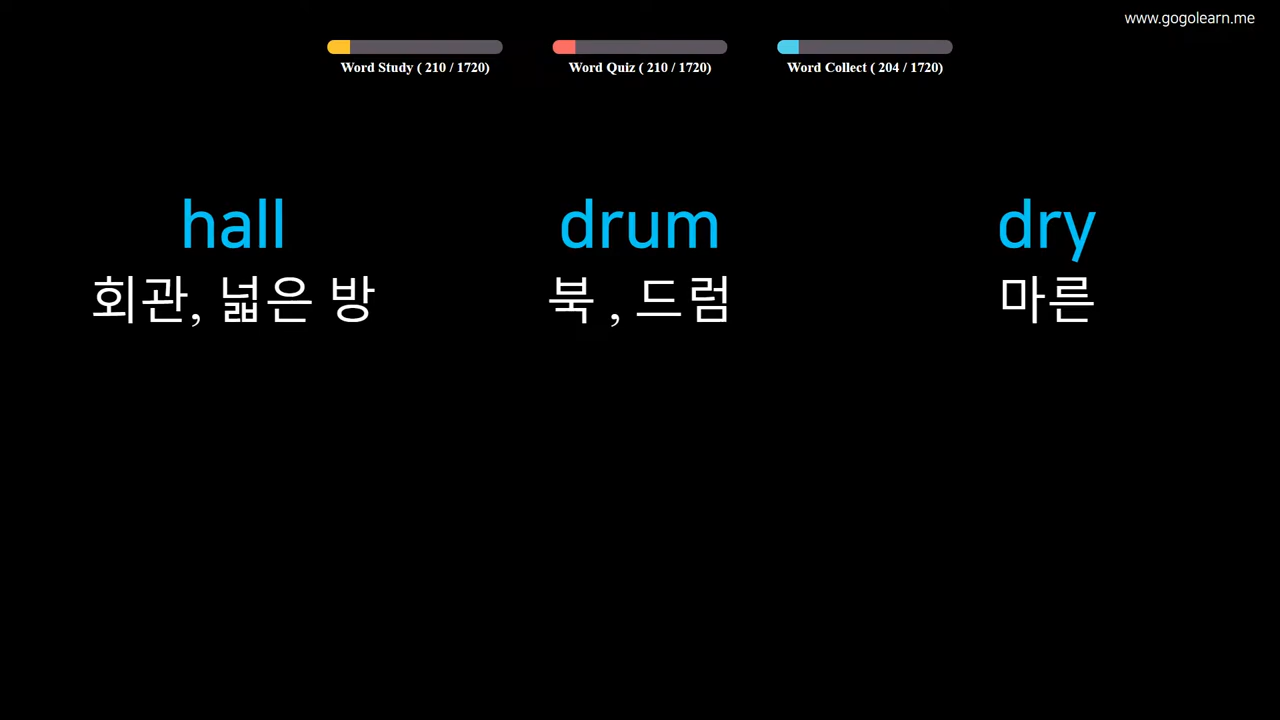 www.gogolearn.me
Word Study ( 210 / 1720)
Word Quiz ( 210 / 1720)
Word Collect ( 204 / 1720)
hall
drum
dry
회관, 넓은 방
북 , 드럼
마른